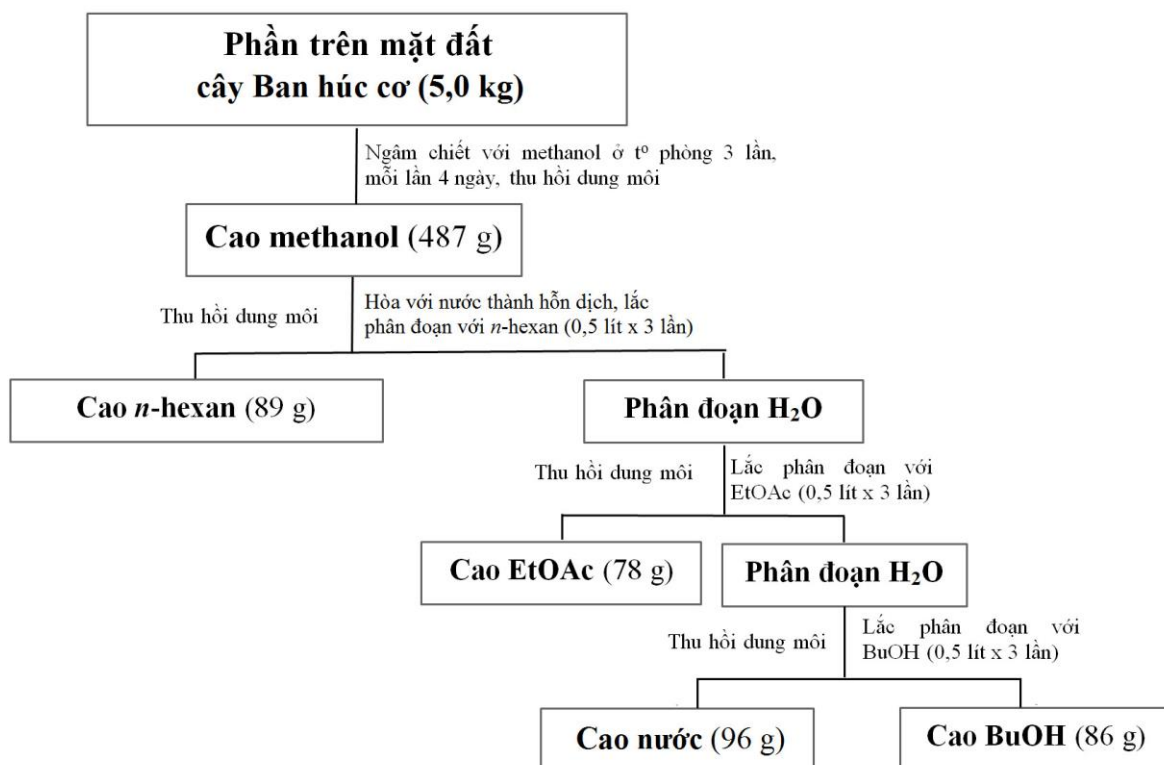 Phần trên mặt đất
cây Ban húc cơ (5,0 kg)
Ngâm chiết với methanol ở tº phòng 3 lần,
mỗi lần 4 ngày, thu hồi dung môi
Cao methanol (487 g)
Thu hồi dung môi
Hòa với nước thành hỗn dịch, lắc
phân đoạn với n-hexan (0,5 lít x 3 lần)
Cao n-hexan (89 g)
Phân đoạn H₂O
Thu hồi dung môi
Lắc phân đoạn với
EtOAc (0,5 lít x 3 lần)
Cao EtOAc (78 g)
Phân đoạn H₂O
Thu hồi dung môi
Lắc phân đoạn với
BuOH (0,5 lít x 3 lần)
Cao nước (96 g)
Cao BuOH (86 g)